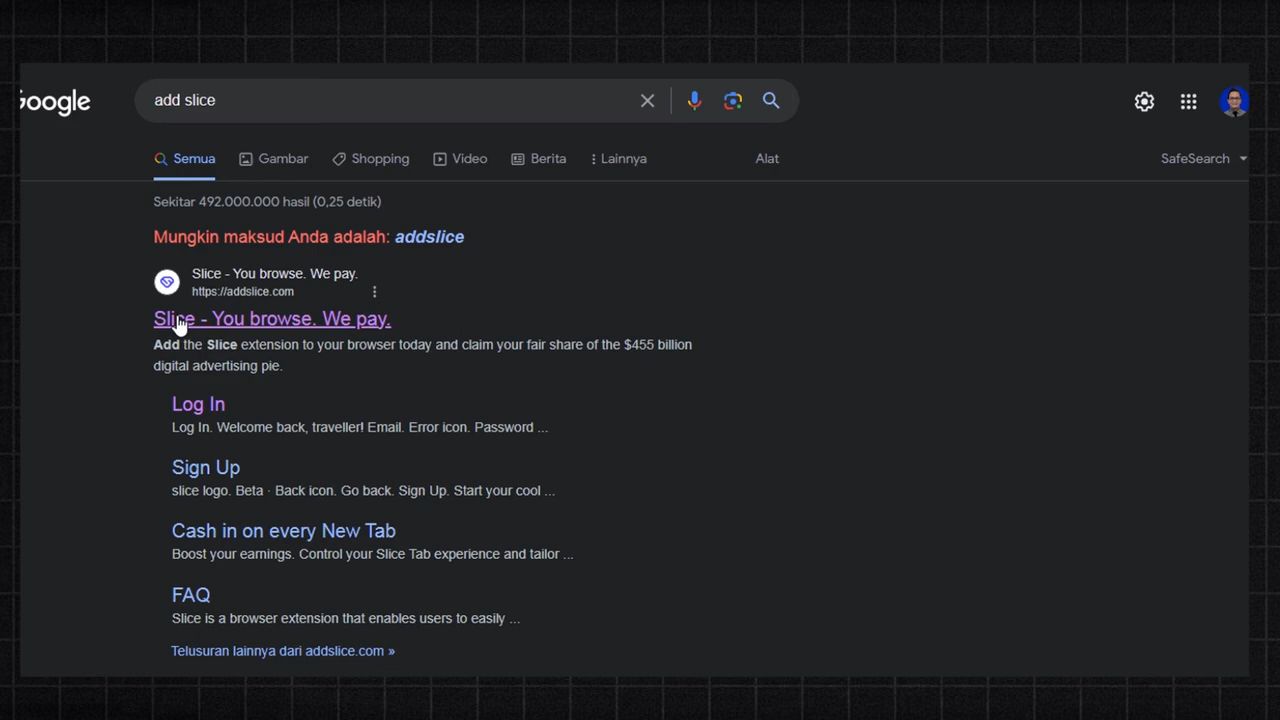 Google
add slice
Semua Gambar Shopping Video Berita Lainnya Alat SafeSearch
Sekitar 492.000.000 hasil (0,25 detik)
Mungkin maksud Anda adalah: addslice
Slice - You browse. We pay.
https://addslice.com
Slice - You browse. We pay.
Add the Slice extension to your browser today and claim your fair share of the $455 billion
digital advertising pie.
Log In
Log In. Welcome back, traveller! Email. Error icon. Password ...
Sign Up
slice logo. Beta · Back icon. Go back. Sign Up. Start your cool ...
Cash in on every New Tab
Boost your earnings. Control your Slice Tab experience and tailor ...
FAQ
Slice is a browser extension that enables users to easily ...
Telusuran lainnya dari addslice.com »